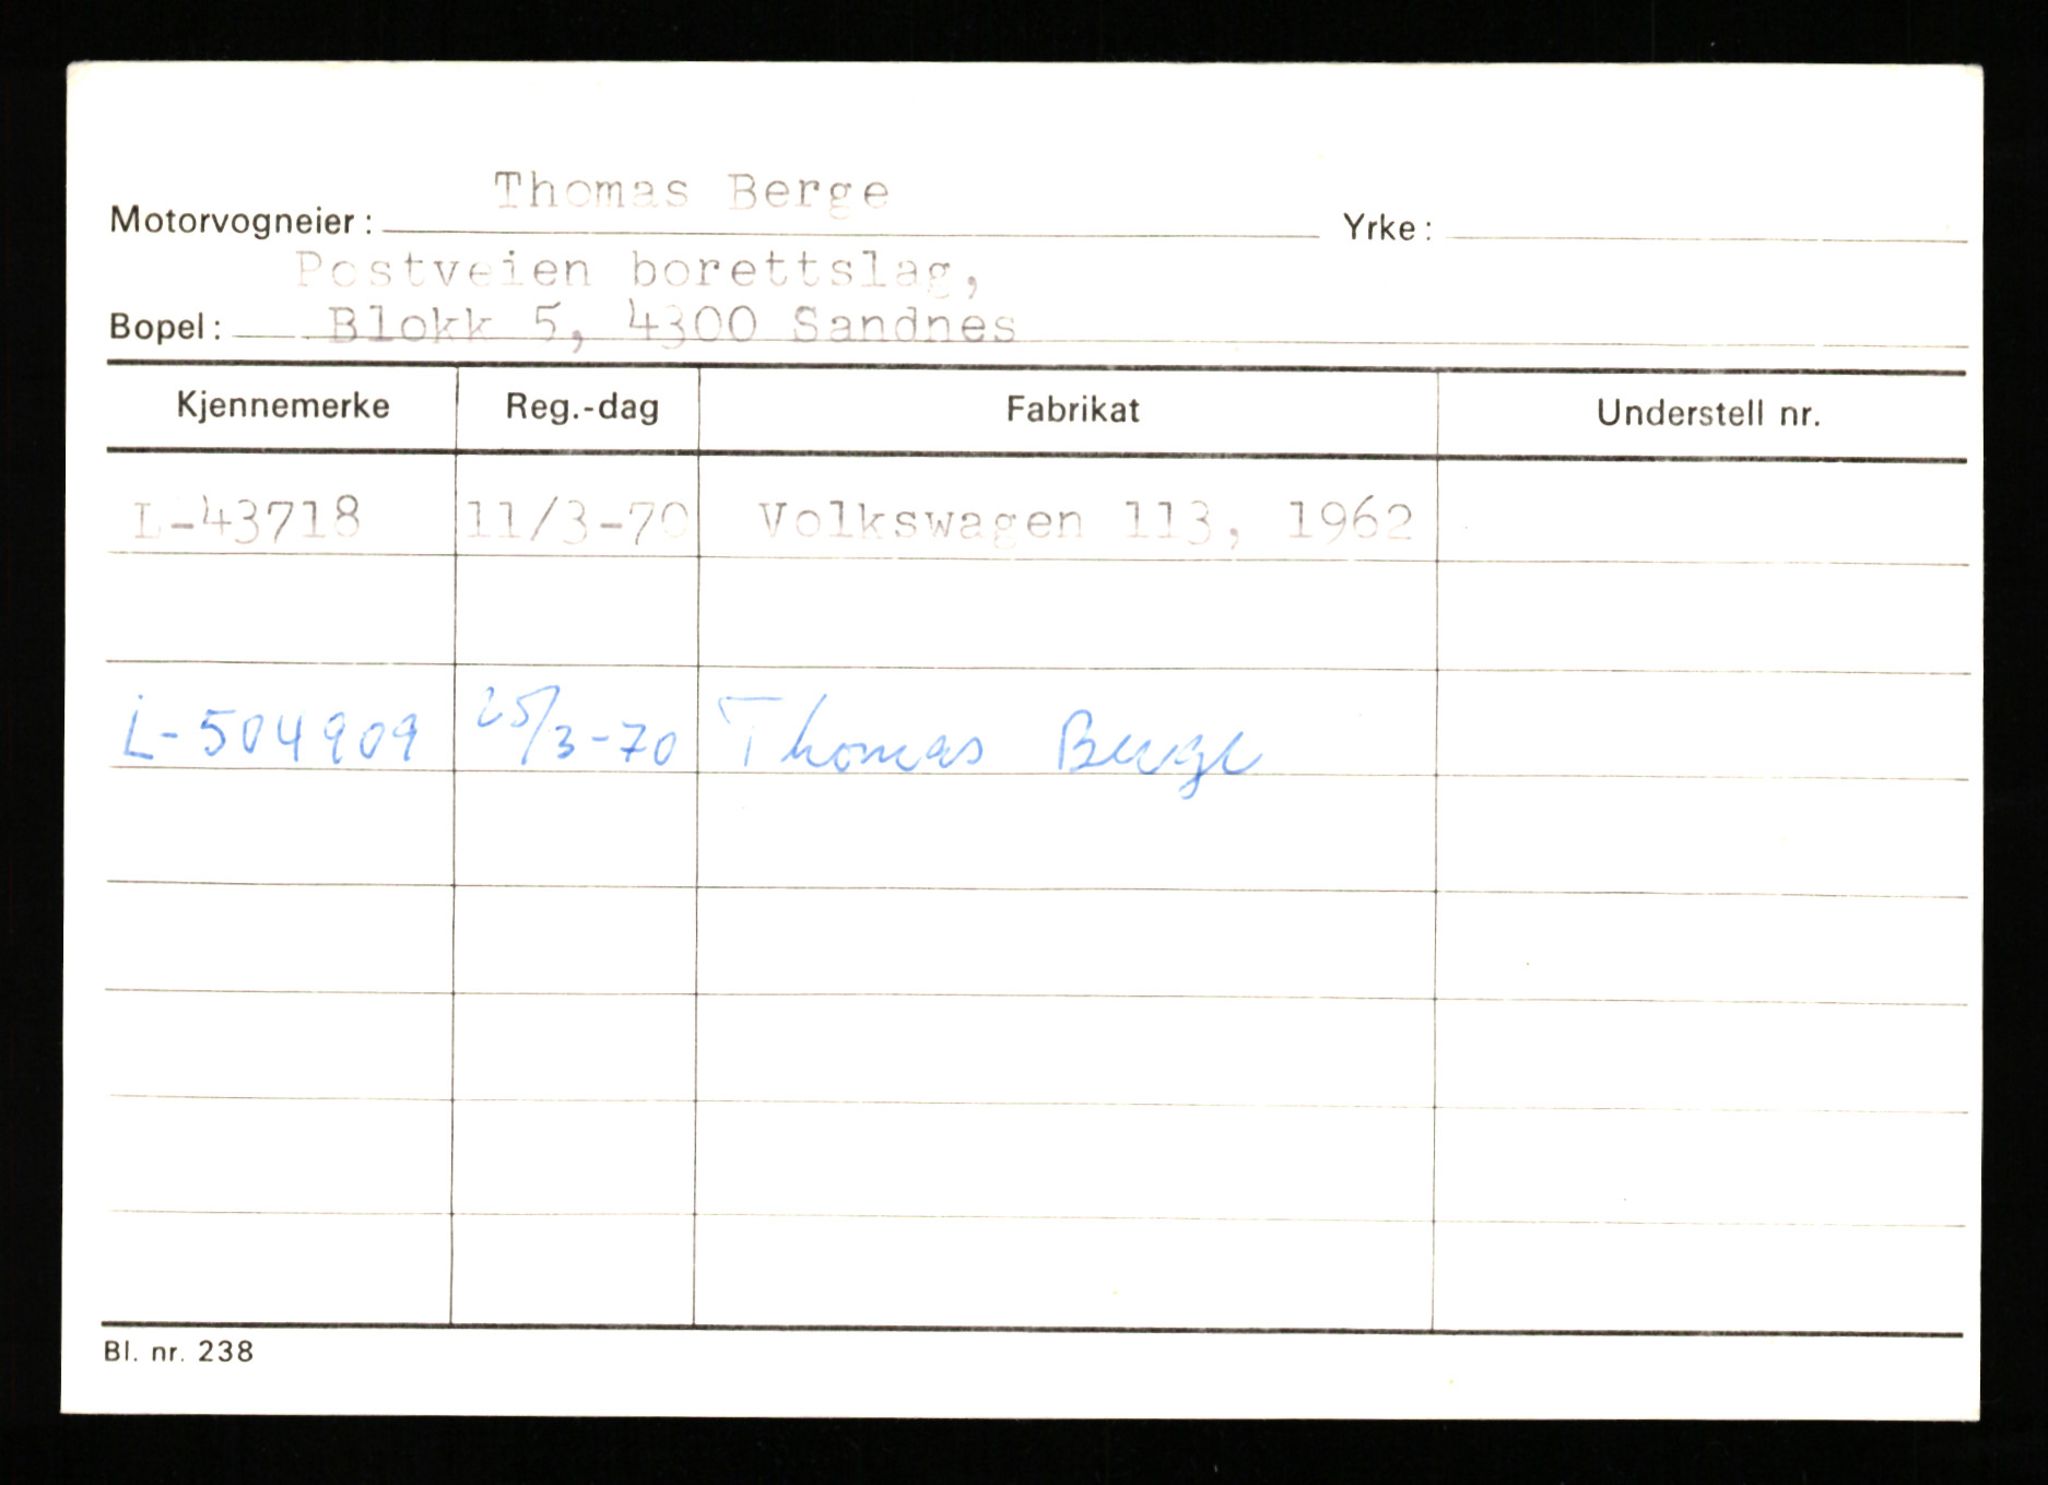 Thomas Berge
Motorvogneier: Yrke:
Postveien borettslag,
Bopel: Blokk 5, 4300 Sandnes
Kjennemerke Reg.-dag Fabrikat Understell nr.
L-43718 11/3-70 Volkswagen 113, 1962
L-504909 25/3-70 Thomas Berge
Bl. nr. 238